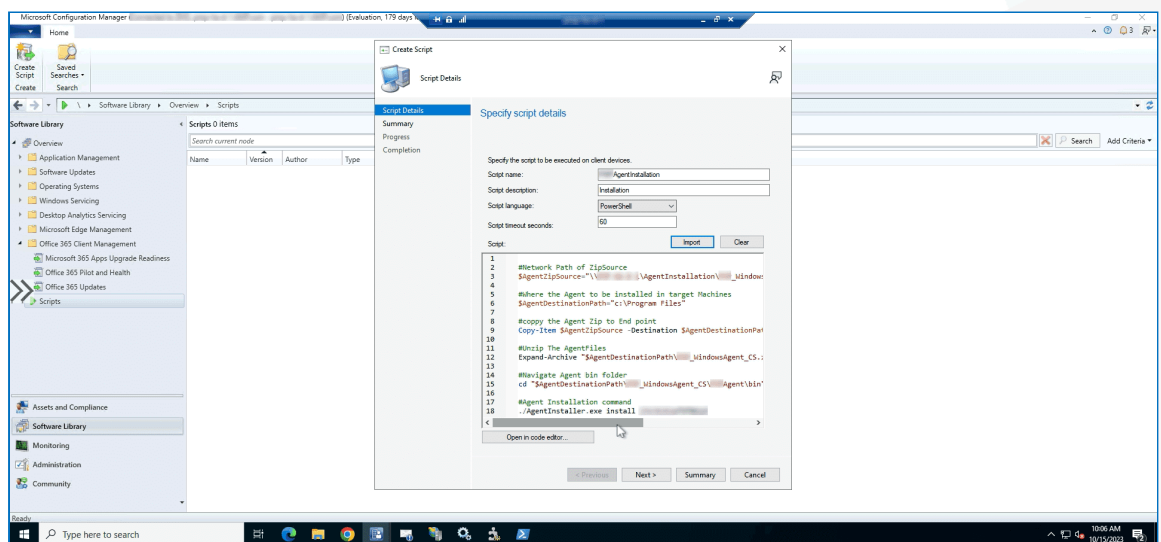 Microsoft Configuration Manager (Evaluation, 179 days
Home
3
Create Script
Saved Searches
Create
Search
\ Software Library Overview Scripts
Software Library
Scripts 0 items
Overview
Search current node
Search
Add Criteria
Application Management
Name Version Author Type
Software Updates
Operating Systems
Windows Servicing
Desktop Analytics Servicing
Microsoft Edge Management
Office 365 Client Management
Microsoft 365 Apps Upgrade Readiness
Office 365 Pilot and Health
Office 365 Updates
Scripts
Assets and Compliance
Software Library
Monitoring
Administration
Community
Ready
Create Script
Script Details
Script Details
Summary
Progress
Completion
Specify script details
Specify the script to be executed on client devices.
Script name: AgentInstallation
Script description: Installation
Script language: PowerShell
Script timeout seconds: 60
Script: Import Clear
1
2 #Network Path of ZipSource
3 $AgentZipSource="\\ \AgentInstallation\ _Windows
4
5 #Where the Agent to be installed in target Machines
6 $AgentDestinationPath="c:\Program Files"
7
8 #coppy the Agent Zip to End point
9 Copy-Item $AgentZipSource -Destination $AgentDestinationPat
10
11 #Unzip The AgentFiles
12 Expand-Archive "$AgentDestinationPath\ _WindowsAgent_CS.z
13
14 #Navigate Agent bin folder
15 cd "$AgentDestinationPath\ _WindowsAgent_CS\ Agent\bin"
16
17 #Agent Installation command
18 ./AgentInstaller.exe install
Open in code editor...
< Previous Next > Summary Cancel
Type here to search
10:06 AM
10/15/2023
2